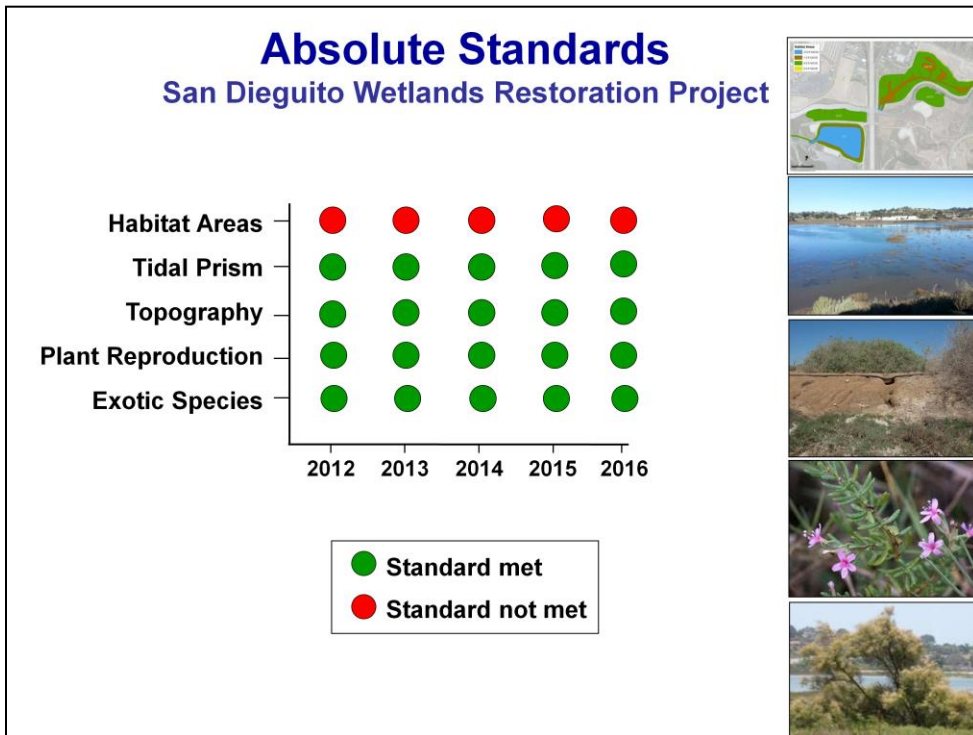 Absolute Standards
San Dieguito Wetlands Restoration Project
Habitat Areas
Tidal Prism
Topography
Plant Reproduction
Exotic Species
2012 2013 2014 2015 2016
Standard met
Standard not met